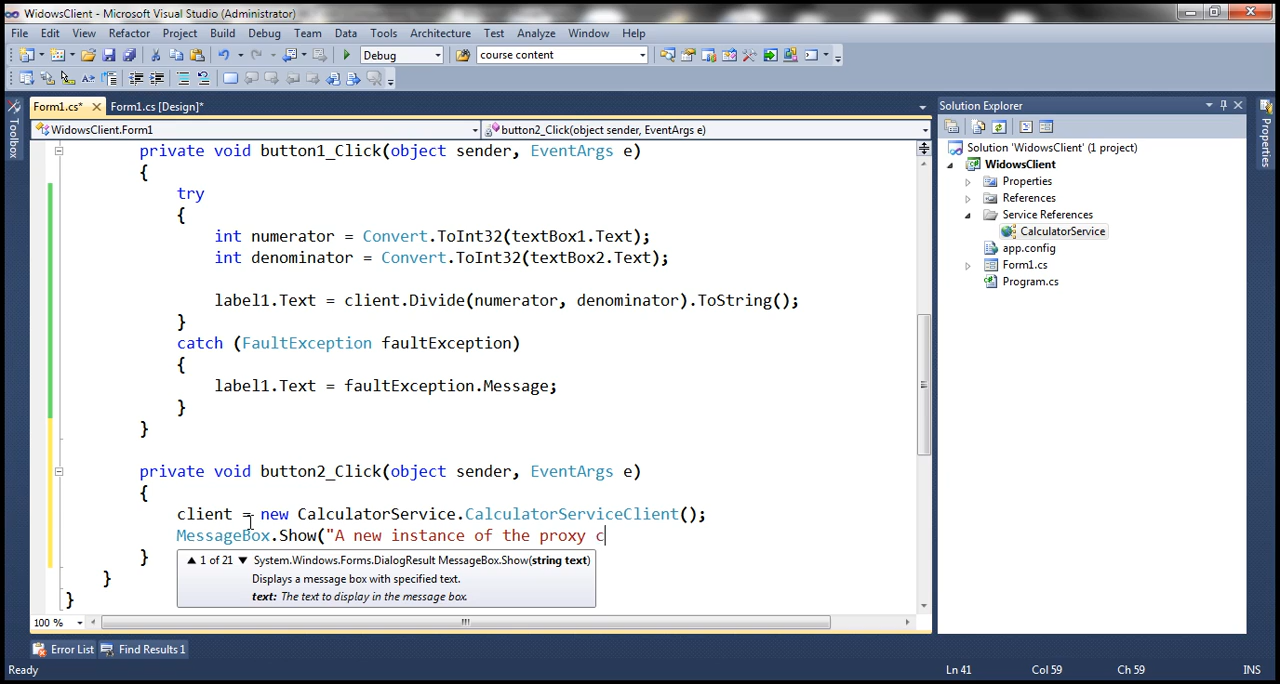 WidowsClient - Microsoft Visual Studio (Administrator)
File Edit View Refactor Project Build Debug Team Data Tools Architecture Test Analyze Window Help
Debug course content
Form1.cs* Form1.cs [Design]* Solution Explorer
WidowsClient.Form1 button2_Click(object sender, EventArgs e)
Toolbox
Properties
private void button1_Click(object sender, EventArgs e)
{
try
{
int numerator = Convert.ToInt32(textBox1.Text);
int denominator = Convert.ToInt32(textBox2.Text);
label1.Text = client.Divide(numerator, denominator).ToString();
}
catch (FaultException faultException)
{
label1.Text = faultException.Message;
}
}
private void button2_Click(object sender, EventArgs e)
{
client = new CalculatorService.CalculatorServiceClient();
MessageBox.Show("A new instance of the proxy c
}
1 of 21 System.Windows.Forms.DialogResult MessageBox.Show(string text)
Displays a message box with specified text.
text: The text to display in the message box.
}
}
Solution 'WidowsClient' (1 project)
WidowsClient
Properties
References
Service References
CalculatorService
app.config
Form1.cs
Program.cs
100 %
Error List Find Results 1
Ready Ln 41 Col 59 Ch 59 INS